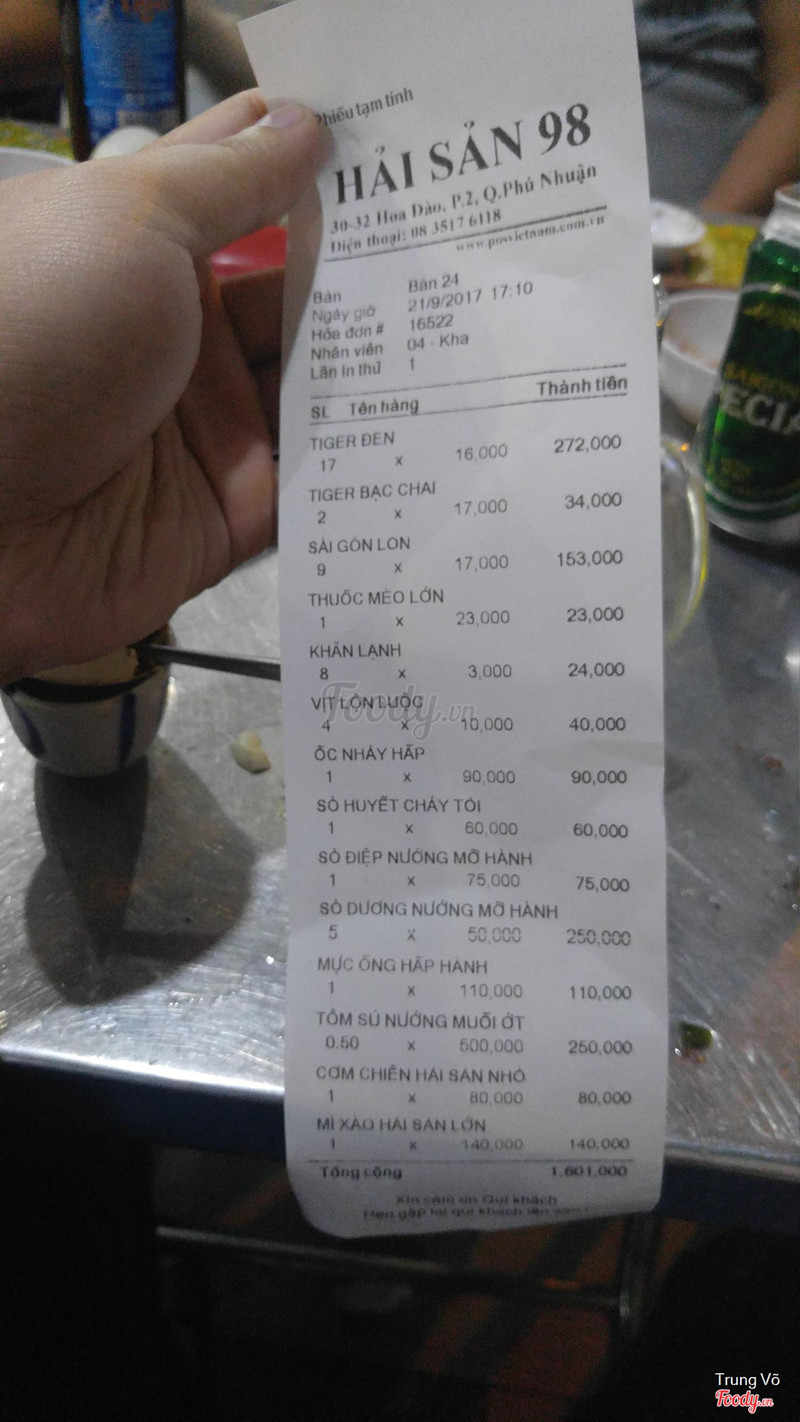 Phiếu tạm tính
HẢI SẢN 98
30-32 Hoa Đào, P.2, Q.Phú Nhuận
Điện thoại: 08 3517 6118
www.posvietnam.com.vn
Bàn Bàn 24
Ngày giờ 21/9/2017 17:10
Hóa đơn # 16522
Nhân viên 04 - Kha
Lần in thứ 1
SL Tên hàng Thành tiền
TIGER ĐEN
17 x 16,000 272,000
TIGER BẠC CHAI
2 x 17,000 34,000
SÀI GÒN LON
9 x 17,000 153,000
THUỐC MÈO LỚN
1 x 23,000 23,000
KHĂN LẠNH
8 x 3,000 24,000
VỊT LỘN LUỘC
4 x 10,000 40,000
ỐC NHẢY HẤP
1 x 90,000 90,000
SÒ HUYẾT CHÁY TỎI
1 x 60,000 60,000
SÒ ĐIỆP NƯỚNG MỠ HÀNH
1 x 75,000 75,000
SÒ DƯƠNG NƯỚNG MỠ HÀNH
5 x 50,000 250,000
MỰC ỐNG HẤP HÀNH
1 x 110,000 110,000
TÔM SÚ NƯỚNG MUỐI ỚT
0.50 x 500,000 250,000
CƠM CHIÊN HẢI SẢN NHỎ
1 x 80,000 80,000
MÌ XÀO HẢI SẢN LỚN
1 x 140,000 140,000
Tổng cộng 1,601,000
Xin cảm ơn Quí khách
Hẹn gặp lại quí khách lần sau !
Foody.vn
SAIGON
ECIA
Trung Võ
Foody.vn